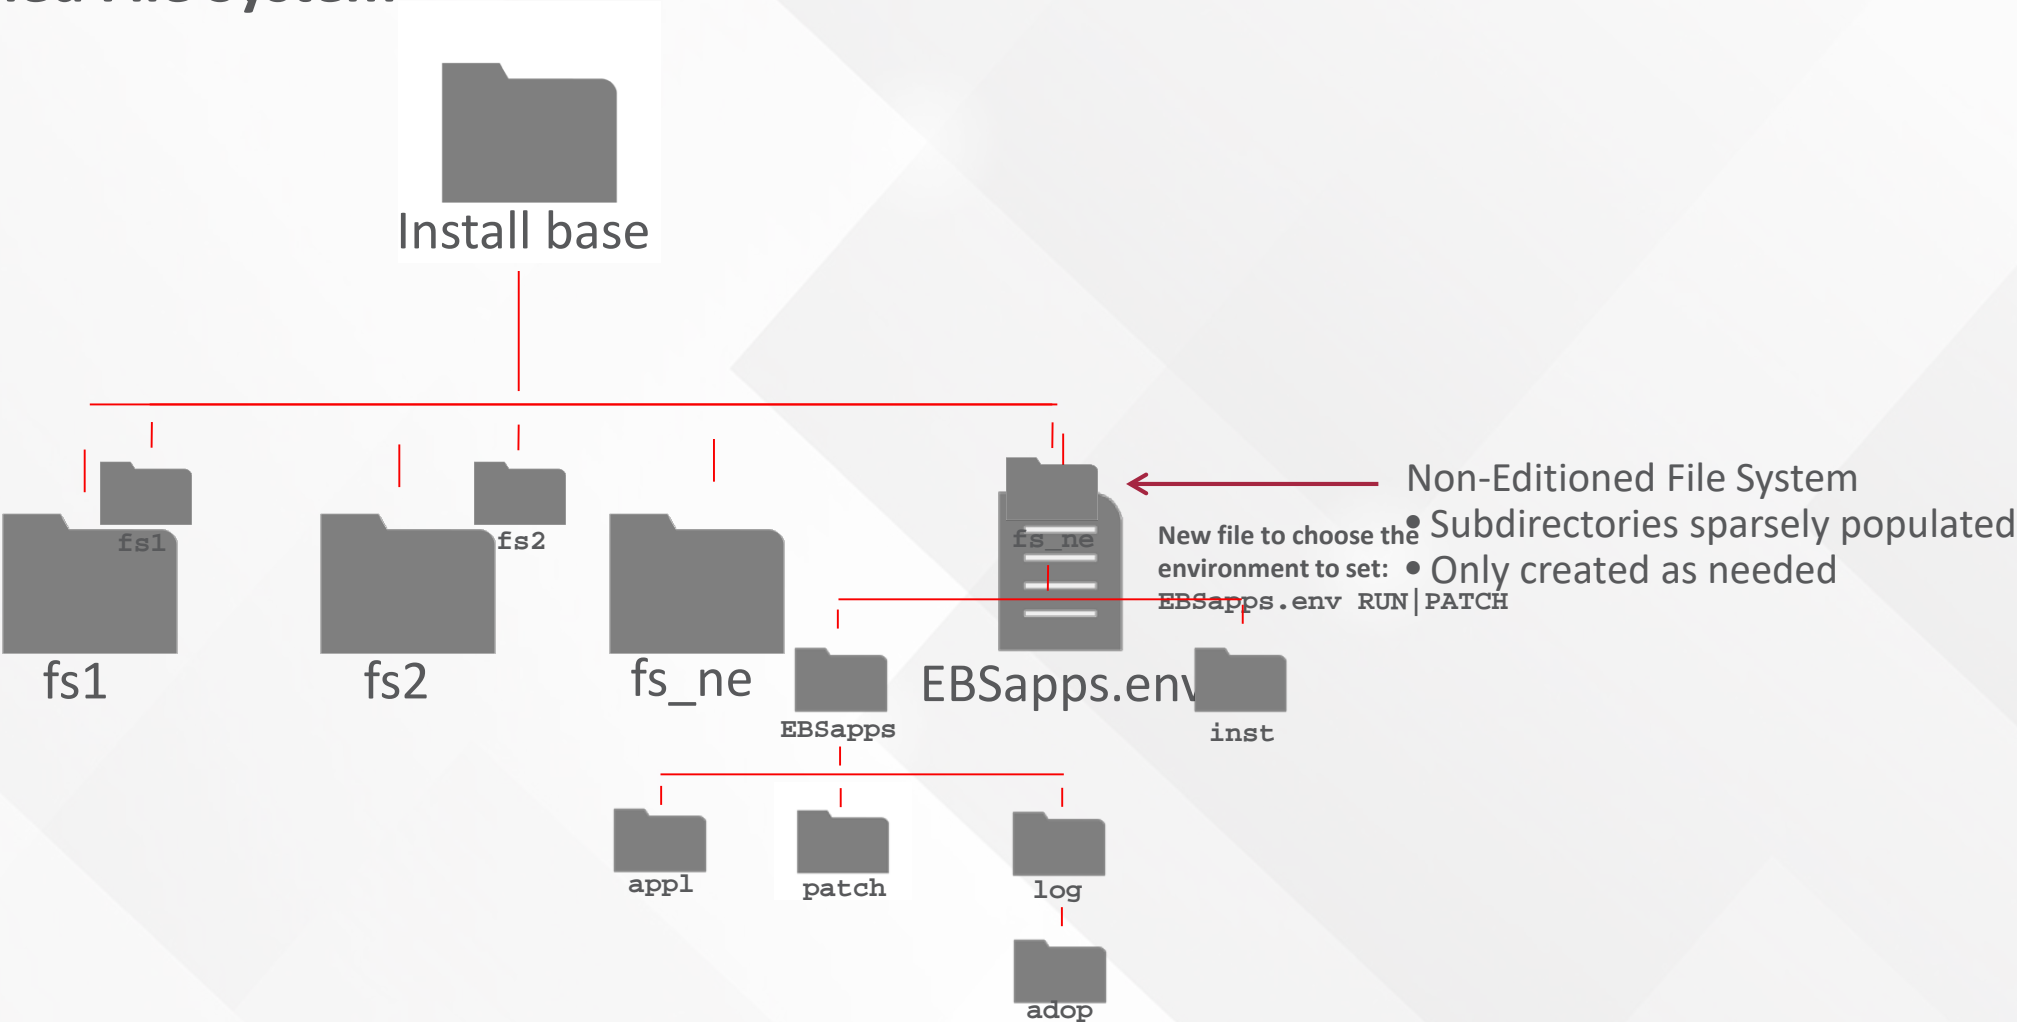 File System
Install base
fs1
fs2
fs_ne
Non-Editioned File System
• Subdirectories sparsely populated
• Only created as needed
New file to choose the
environment to set:
EBSapps.env RUN|PATCH
fs1
fs2
fs_ne
EBSapps.env
EBSapps
inst
appl
patch
log
adop